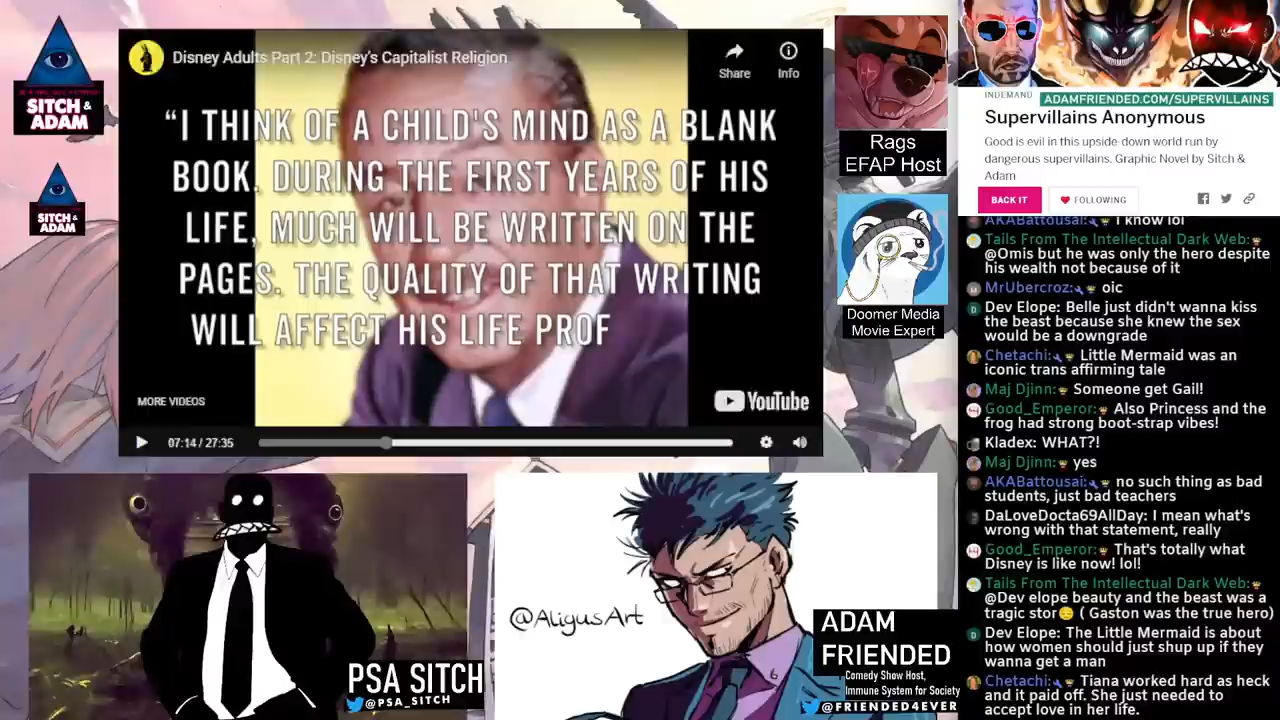 SITCH &
ADAM
SITCH &
ADAM
Disney Adults Part 2: Disney's Capitalist Religion
Share
Info
“I THINK OF A CHILD'S MIND AS A BLANK
BOOK. DURING THE FIRST YEARS OF HIS
LIFE, MUCH WILL BE WRITTEN ON THE
PAGES. THE QUALITY OF THAT WRITING
WILL AFFECT HIS LIFE PROF
MORE VIDEOS
YouTube
07:14 / 27:35
Rags
EFAP Host
Doomer Media
Movie Expert
INDEMAND
ADAMFRIENDED.COM/SUPERVILLAINS
Supervillains Anonymous
Good is evil in this upside-down world run by
dangerous supervillains. Graphic Novel by Sitch &
Adam
BACK IT
FOLLOWING
AKABattousai: I know lol
Tails From The Intellectual Dark Web:
@Omis but he was only the hero despite
his wealth not because of it
MrUbercroz: oic
Dev Elope: Belle just didn't wanna kiss
the beast because she knew the sex
would be a downgrade
Chetachi: Little Mermaid was an
iconic trans affirming tale
Maj Djinn: Someone get Gail!
Good_Emperor: Also Princess and the
frog had strong boot-strap vibes!
Kladex: WHAT?!
Maj Djinn: yes
AKABattousai: no such thing as bad
students, just bad teachers
DaLoveDocta69AllDay: I mean what's
wrong with that statement, really
Good_Emperor: That's totally what
Disney is like now! lol!
Tails From The Intellectual Dark Web:
@Dev elope beauty and the beast was a
tragic stor😔 ( Gaston was the true hero)
Dev Elope: The Little Mermaid is about
how women should just shup up if they
wanna get a man
Chetachi: Tiana worked hard as heck
and it paid off. She just needed to
accept love in her life.
PSA SITCH
@PSA_SITCH
@AligusArt
ADAM
FRIENDED
Comedy Show Host,
Immune System for Society
@FRIENDED4EVER